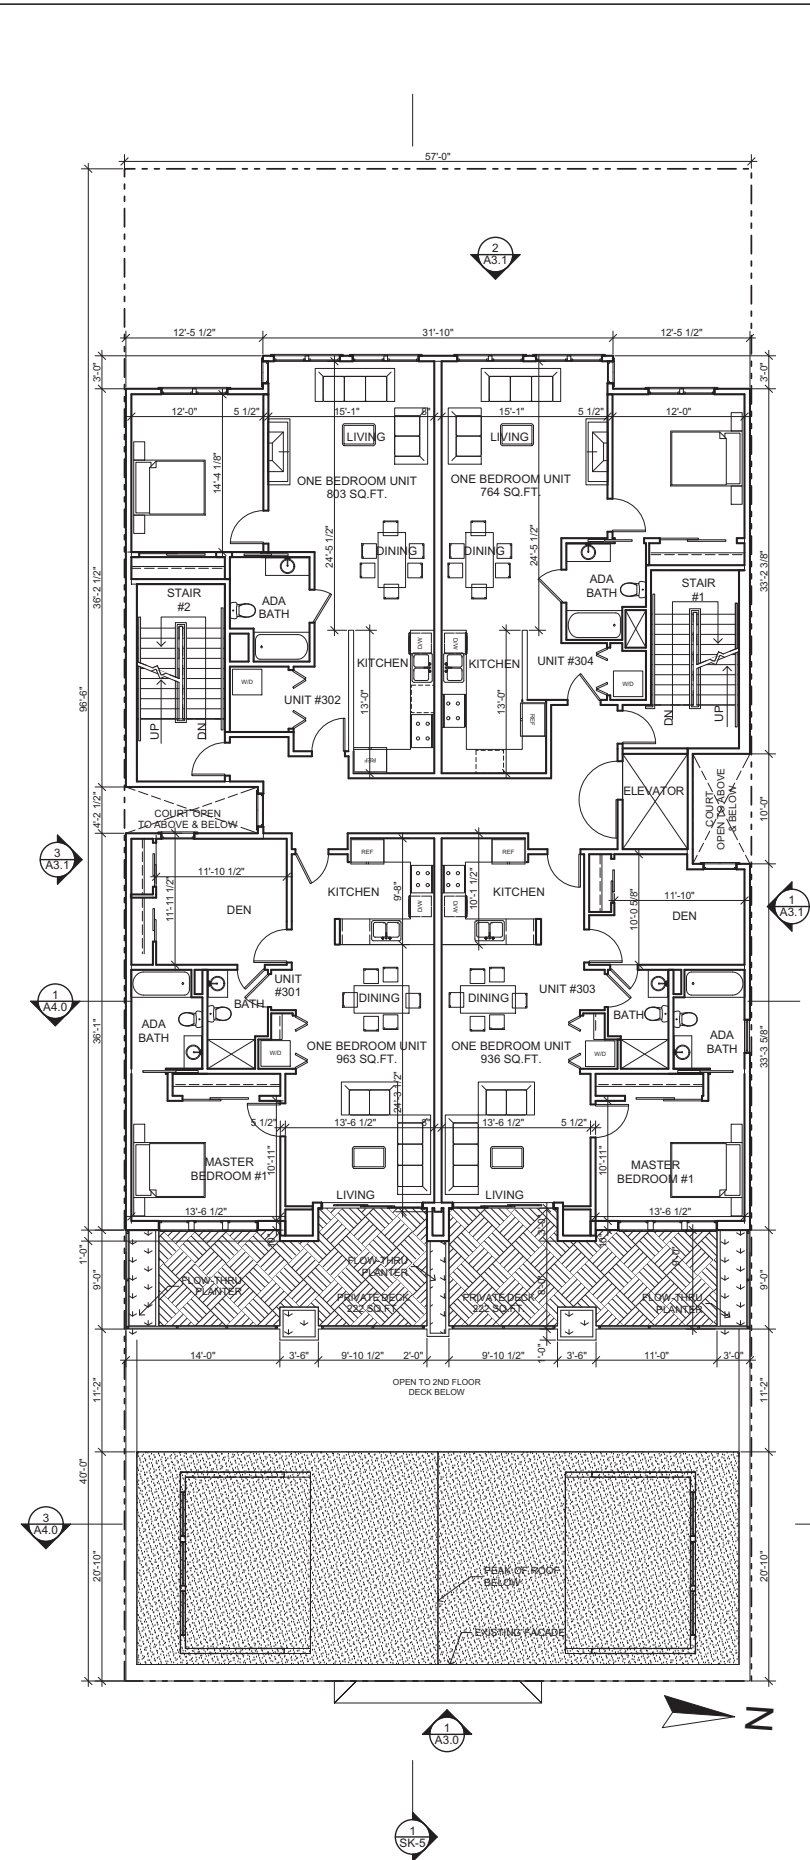 57'-0"
2
A3.1
12'-5 1/2"
31'-10"
12'-5 1/2"
3'-0"
3'-0"
12'-0"
5 1/2"
15'-1"
15'-1"
5 1/2"
12'-0"
LIVING
LIVING
14'-4 1/8"
ONE BEDROOM UNIT
803 SQ.FT.
ONE BEDROOM UNIT
764 SQ.FT.
24'-5 1/2"
24'-5 1/2"
DINING
DINING
36'-2 1/2"
33'-2 3/8"
STAIR
#2
ADA
BATH
ADA
BATH
STAIR
#1
96'-6"
KITCHEN
KITCHEN
UNIT #304
W/D
D/W
W/D
W/D
UNIT #302
13'-0"
13'-0"
UP
DN
REF
REF
DN
UP
COURT OPEN
TO ABOVE & BELOW
4'-2 1/2"
ELEVATOR
COURT
OPEN TO ABOVE
& BELOW
10'-0"
3
A3.1
REF
REF
11'-10 1/2"
KITCHEN
KITCHEN
11'-10"
11'-11 1/2"
9'-8"
10'-1 1/2"
10'-0 5/8"
W/D
D/W
DEN
DEN
1
A3.1
UNIT
#301
UNIT #303
1
A4.0
BATH
DINING
DINING
BATH
ADA
BATH
ADA
BATH
36'-1"
33'-3 5/8"
ONE BEDROOM UNIT
963 SQ.FT.
ONE BEDROOM UNIT
936 SQ.FT.
W/D
W/D
24'-3 1/2"
5 1/2"
13'-6 1/2"
13'-6 1/2"
5 1/2"
10'-11"
10'-11"
MASTER
BEDROOM #1
MASTER
BEDROOM #1
LIVING
LIVING
13'-6 1/2"
13'-6 1/2"
1'-0"
9'-0"
9'-0"
9'-0"
8'-0"
FLOW-THRU
PLANTER
FLOW-THRU
PLANTER
FLOW-THRU
PLANTER
PRIVATE DECK
222 SQ.FT.
PRIVATE DECK
222 SQ.FT.
14'-0"
3'-6"
9'-10 1/2"
2'-0"
9'-10 1/2"
1'-0"
3'-6"
11'-0"
3'-0"
OPEN TO 2ND FLOOR
DECK BELOW
11'-2"
11'-2"
40'-0"
3
A4.0
20'-10"
20'-10"
PEAK OF ROOF
BELOW
EXISTING FACADE
N
1
A3.0
1
SK-5